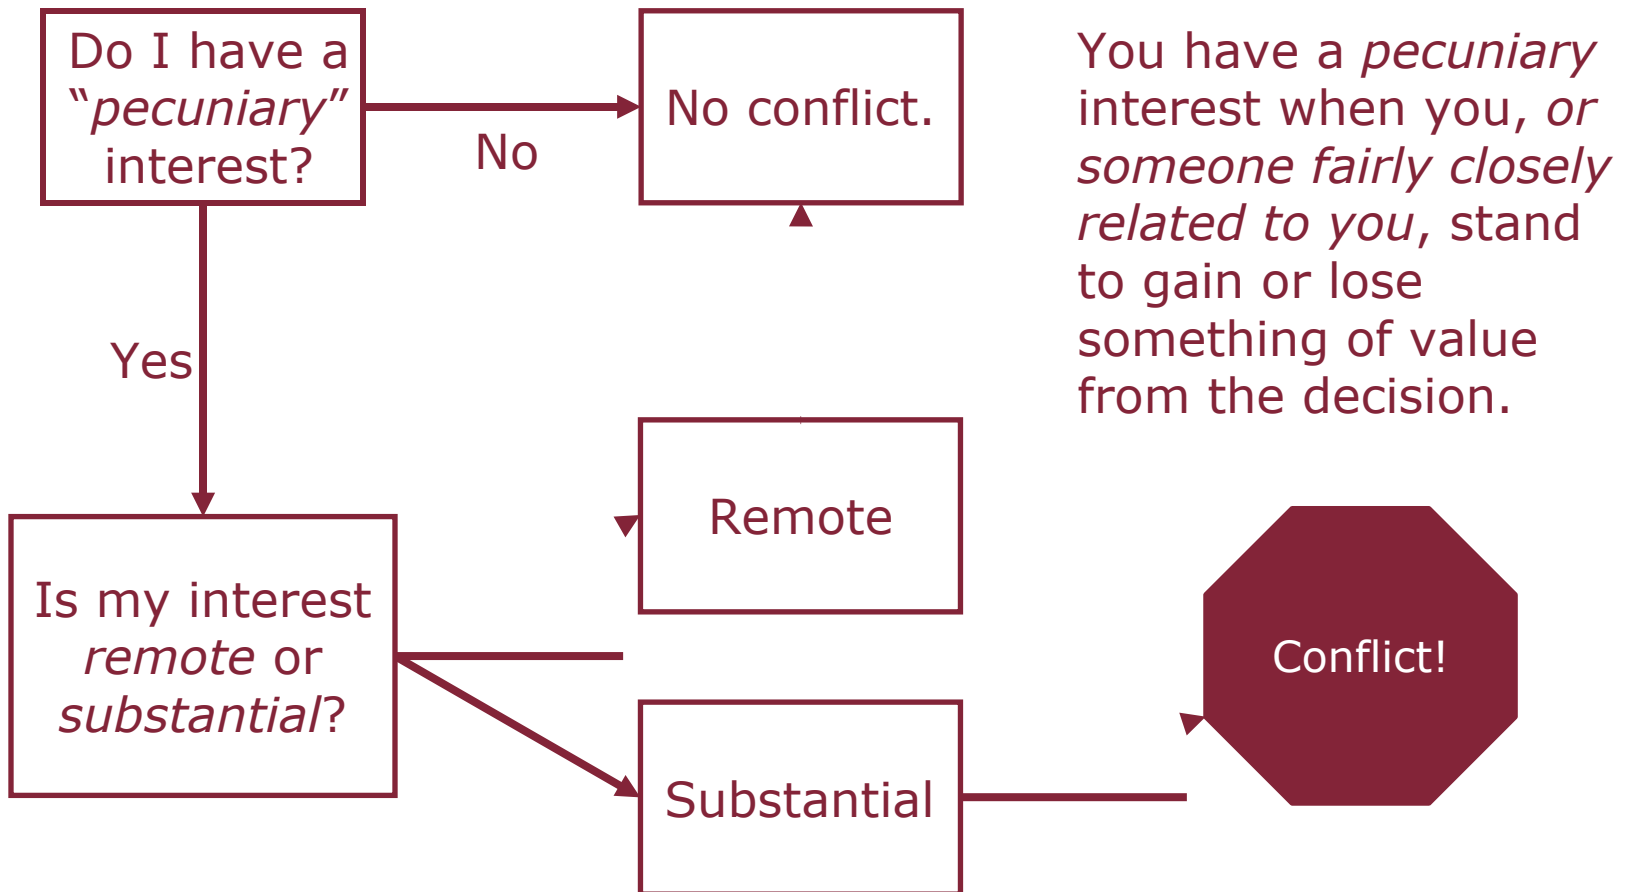 Do I have a
“pecuniary”
interest?
No
No conflict.
You have a pecuniary
interest when you, or
someone fairly closely
related to you, stand
to gain or lose
something of value
from the decision.
Yes
Is my interest
remote or
substantial?
Remote
Substantial
Conflict!